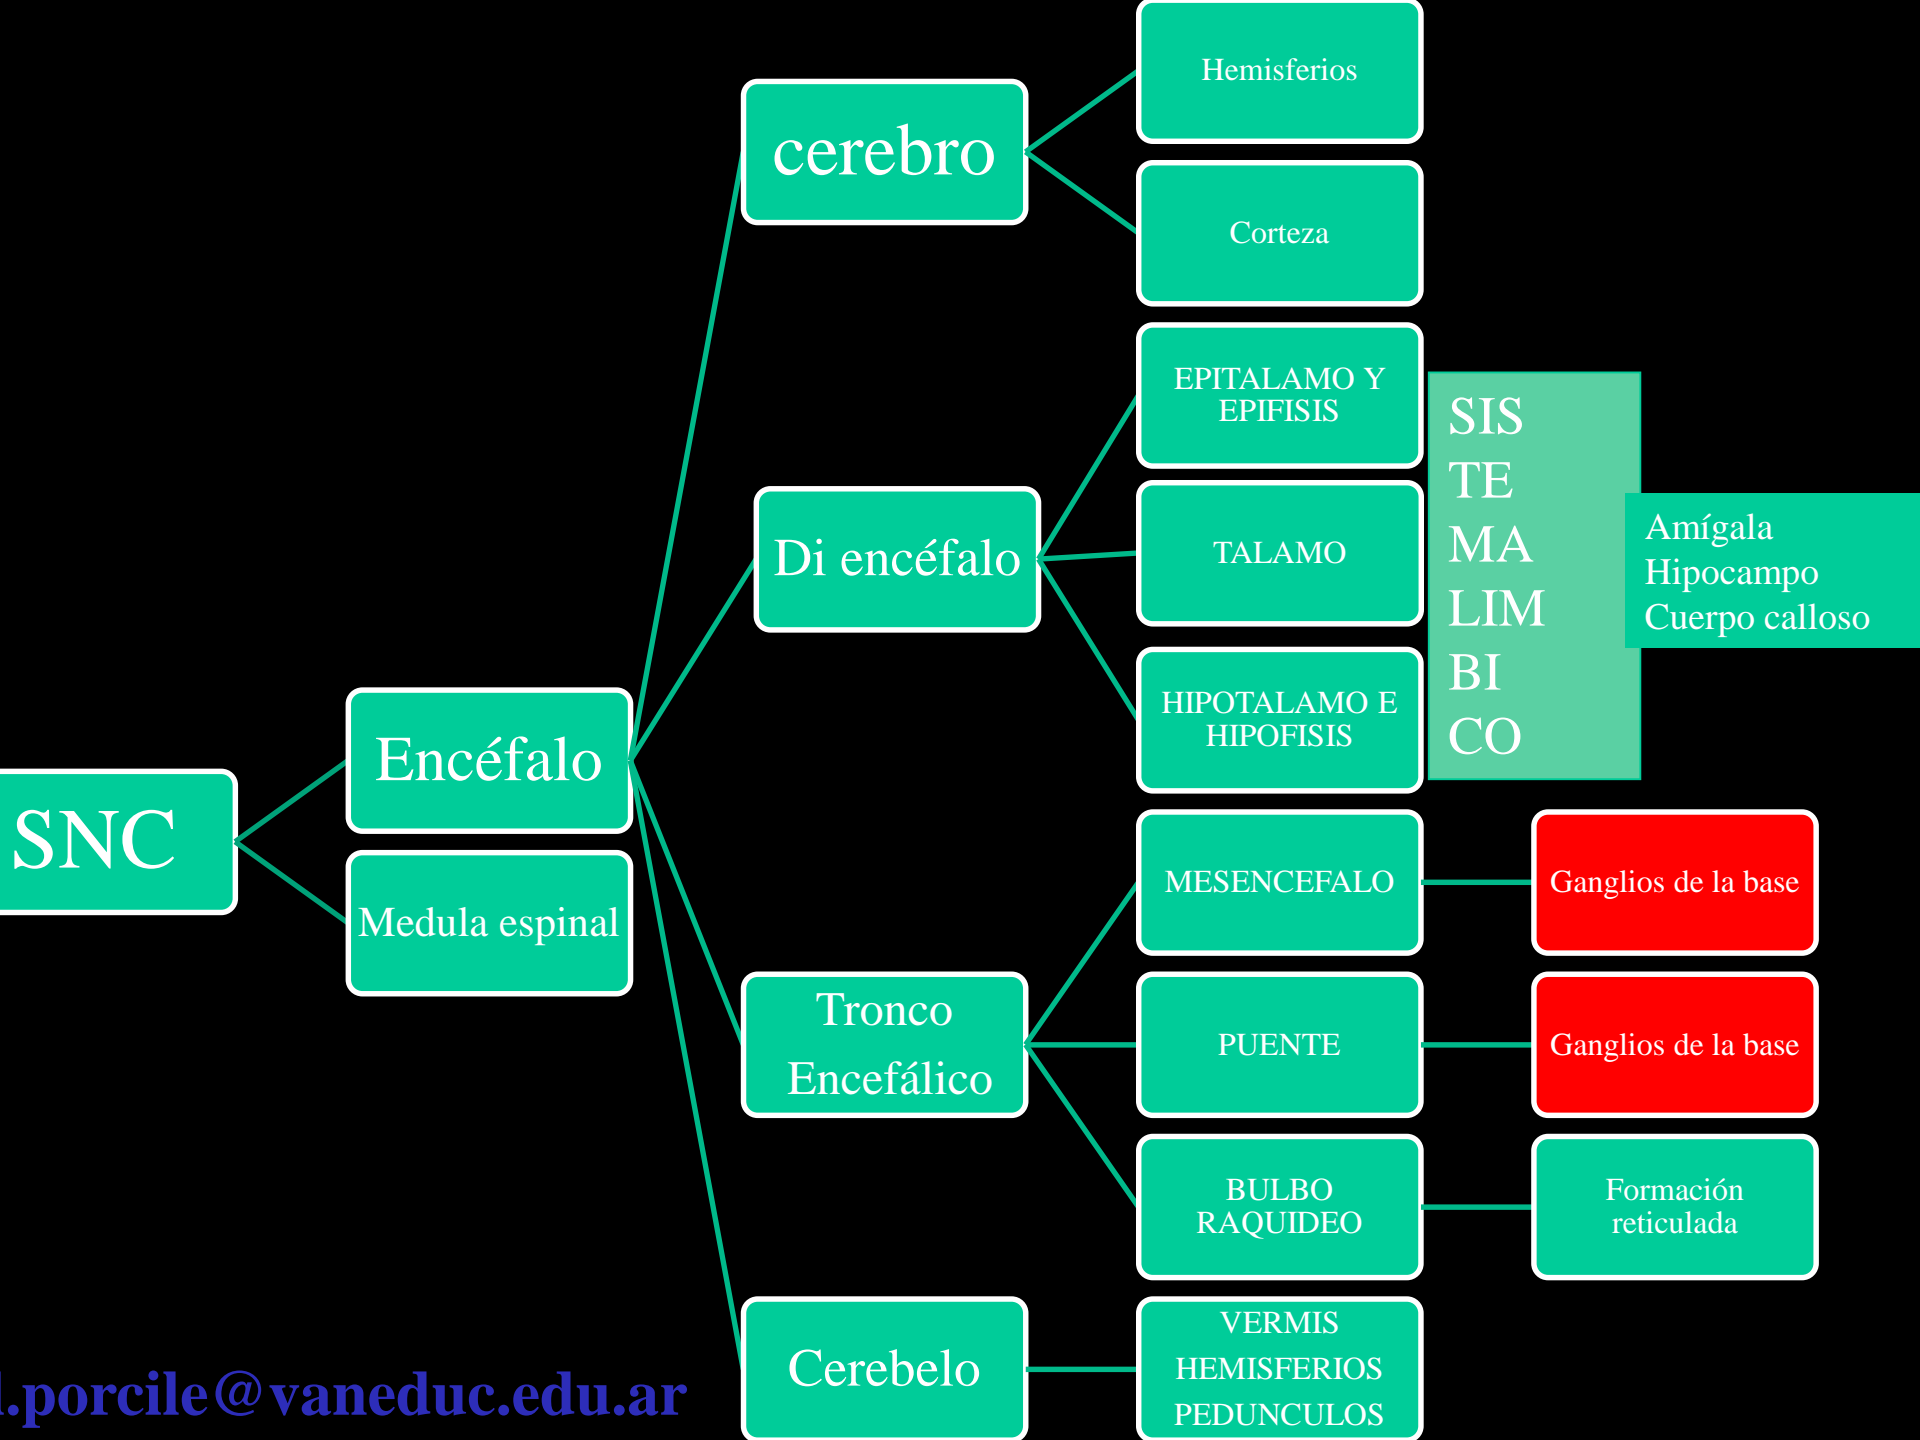 SNC
Encéfalo
Medula espinal
cerebro
Hemisferios
Corteza
Di encéfalo
EPITALAMO Y
EPIFISIS
TALAMO
HIPOTALAMO E
HIPOFISIS
SIS
TE
MA
LIM
BI
CO
Amígala
Hipocampo
Cuerpo calloso
Tronco
Encefálico
MESENCEFALO
Ganglios de la base
PUENTE
Ganglios de la base
BULBO
RAQUIDEO
Formación
reticulada
Cerebelo
VERMIS
HEMISFERIOS
PEDUNCULOS
.porcile@vaneduc.edu.ar